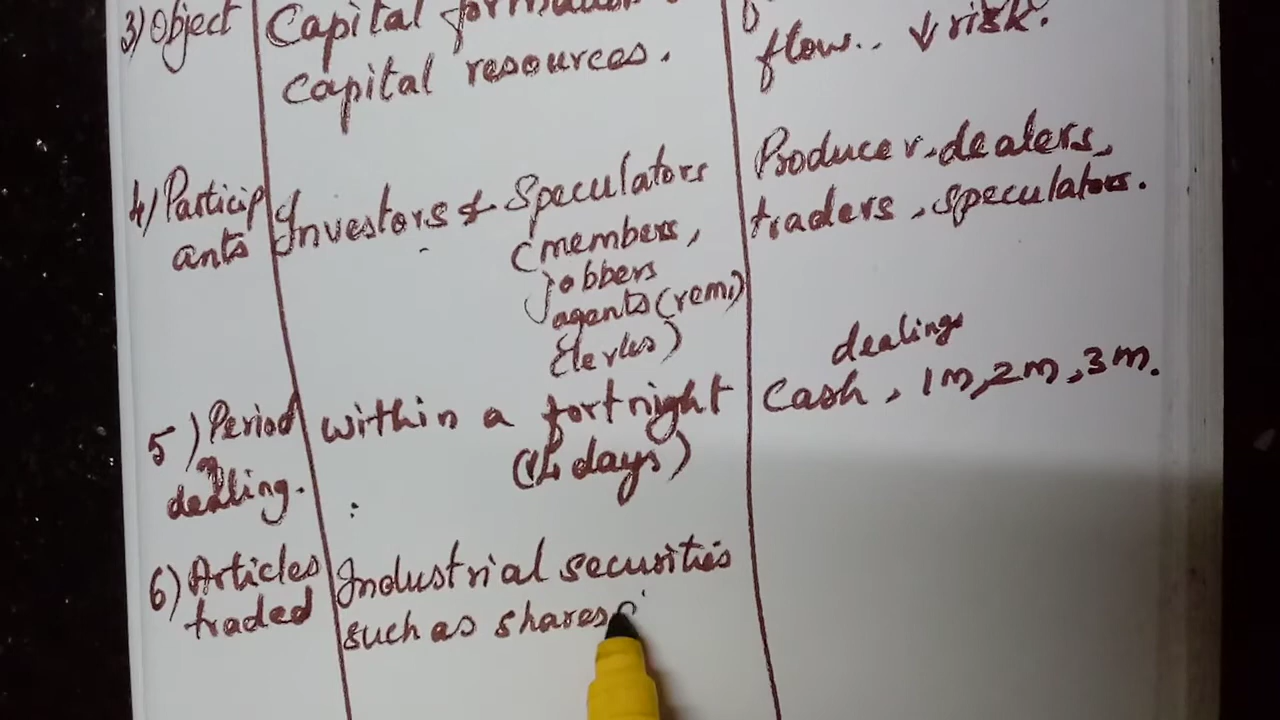 3) Object
Capital
capital resources.
flow.. ↓ risk.
4) Particip
ants
Investors & Speculators
(members,
jobbers
agents (remi)
clerks)
Producer, dealers,
traders, speculators.
5) Period
of
dealing.
within a fortnight
(14 days)
dealings
Cash, 1m, 2m, 3m.
6) Articles
traded
Industrial securities
such as shares